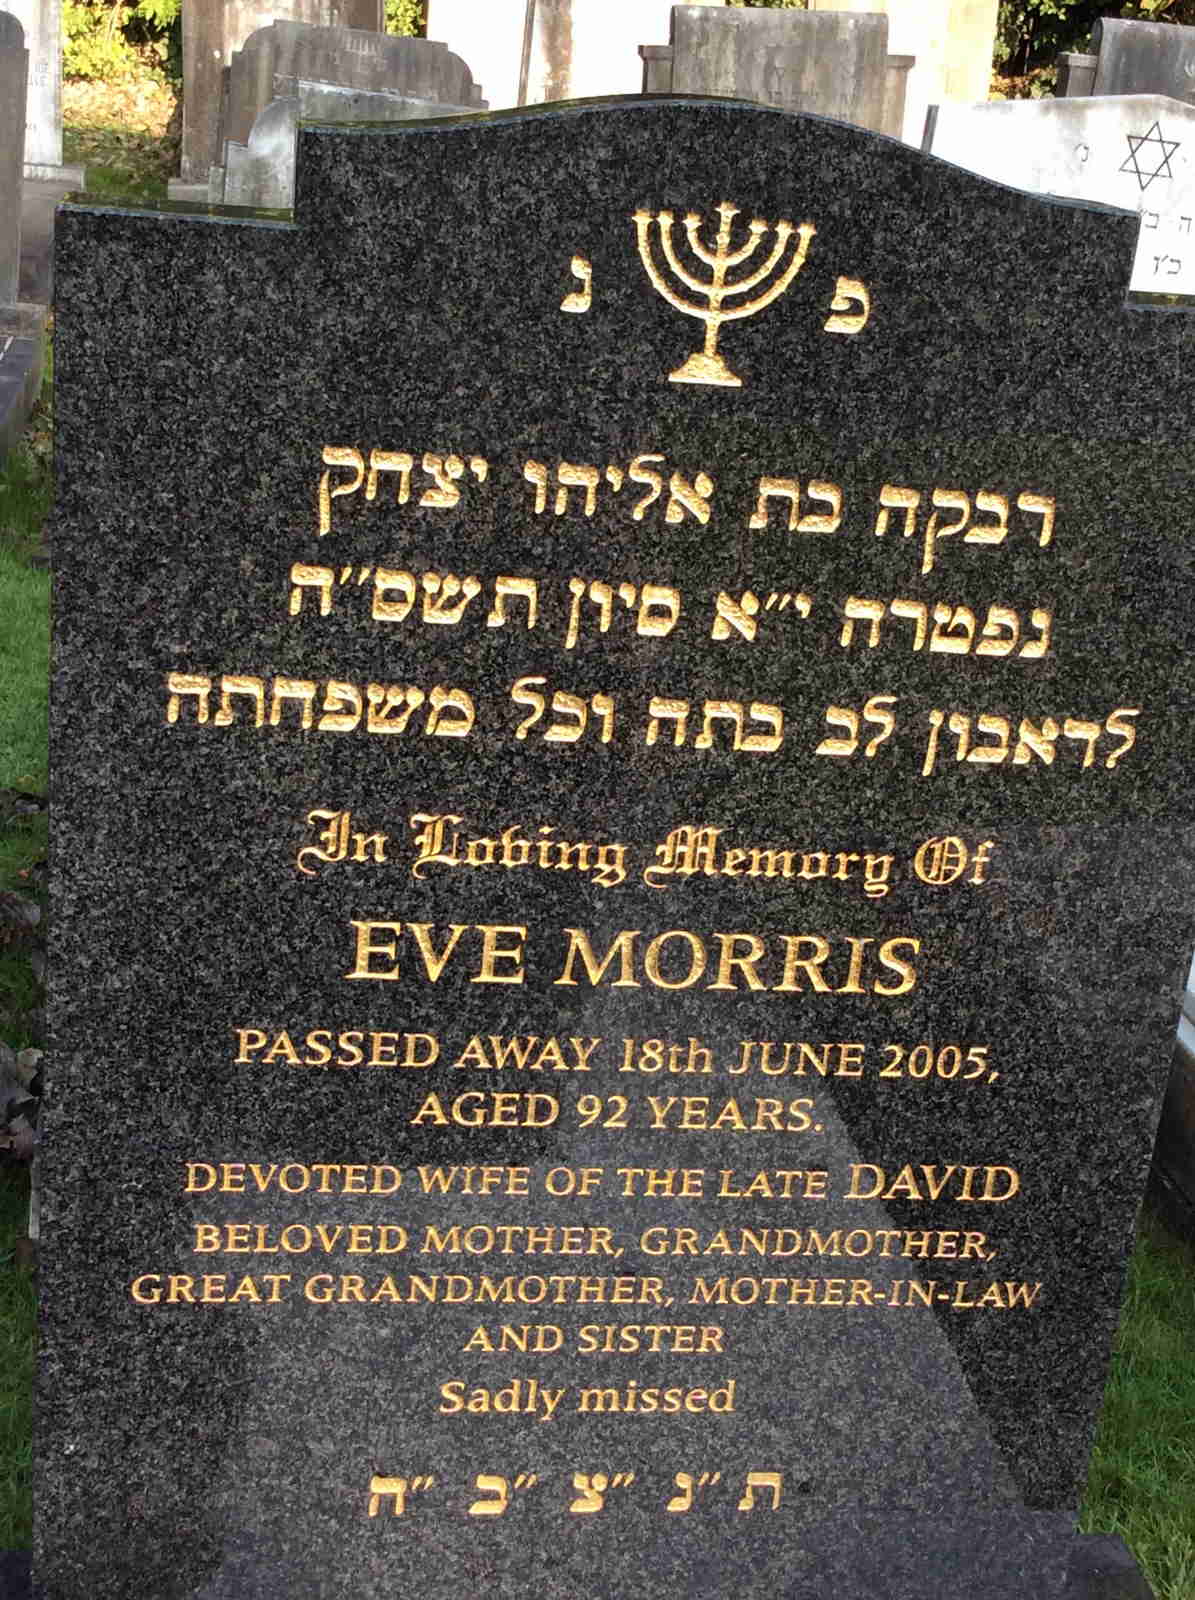 פ נ
רבקה בת אליהו יצחק
נפטרה י״א סיון תשס״ה
לדאבון לב בתה וכל משפחתה
In Loving Memory Of
EVE MORRIS
PASSED AWAY 18th JUNE 2005,
AGED 92 YEARS.
DEVOTED WIFE OF THE LATE DAVID
BELOVED MOTHER, GRANDMOTHER,
GREAT GRANDMOTHER, MOTHER-IN-LAW
AND SISTER
Sadly missed
ת״נ״צ״ב״ה